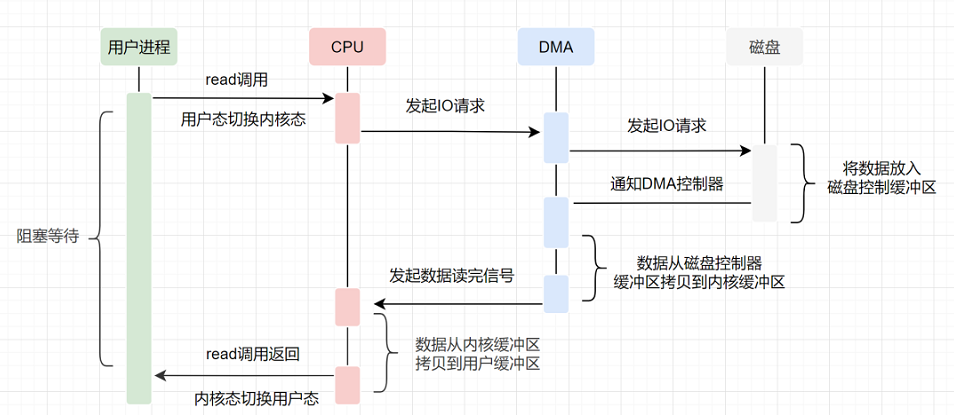 用户进程
CPU
DMA
磁盘
read调用
用户态切换内核态
发起IO请求
发起IO请求
将数据放入
磁盘控制缓冲区
通知DMA控制器
阻塞等待
数据从磁盘控制器
缓冲区拷贝到内核缓冲区
发起数据读完信号
数据从内核缓冲区
拷贝到用户缓冲区
read调用返回
内核态切换用户态